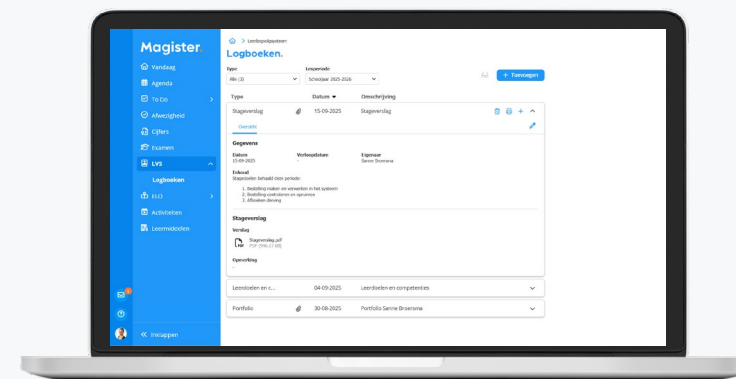 Magister.
Vandaag
Agenda
To Do
Afwezigheid
Cijfers
Examen
LVS
Logboeken
ELO
Activiteiten
Leermiddelen
Inklappen
> Leerlingvolgsysteem
Logboeken.
Type
Lesperiode
Alle (3)
Schooljaar 2025-2026
+ Toevoegen
Type Datum Omschrijving
Stageverslag 15-09-2025 Stageverslag
Overzicht
Gegevens
Datum Verloopdatum Eigenaar
15-09-2025 - Sanne Broersma
Inhoud
Stagedoelen behaald deze periode:
1. Bestelling maken en verwerken in het systeem
2. Bestelling controleren en opruimen
3. Afboeken derving
Stageverslag
Verslag
Stageverslag.pdf
Opmerking
-
Leerdoelen en c... 04-09-2025 Leerdoelen en competenties
Portfolio 30-08-2025 Portfolio Sanne Broersma